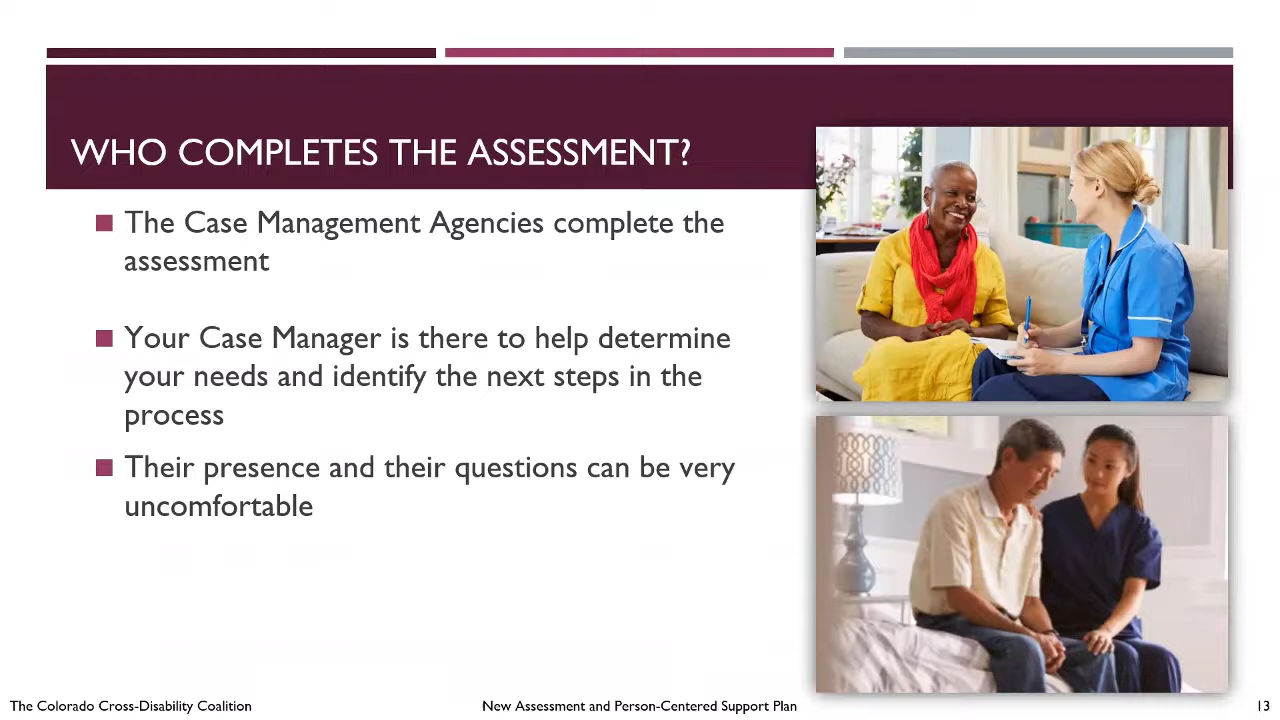 WHO COMPLETES THE ASSESSMENT?
The Case Management Agencies complete the
assessment
Your Case Manager is there to help determine
your needs and identify the next steps in the
process
Their presence and their questions can be very
uncomfortable
The Colorado Cross-Disability Coalition
New Assessment and Person-Centered Support Plan
13